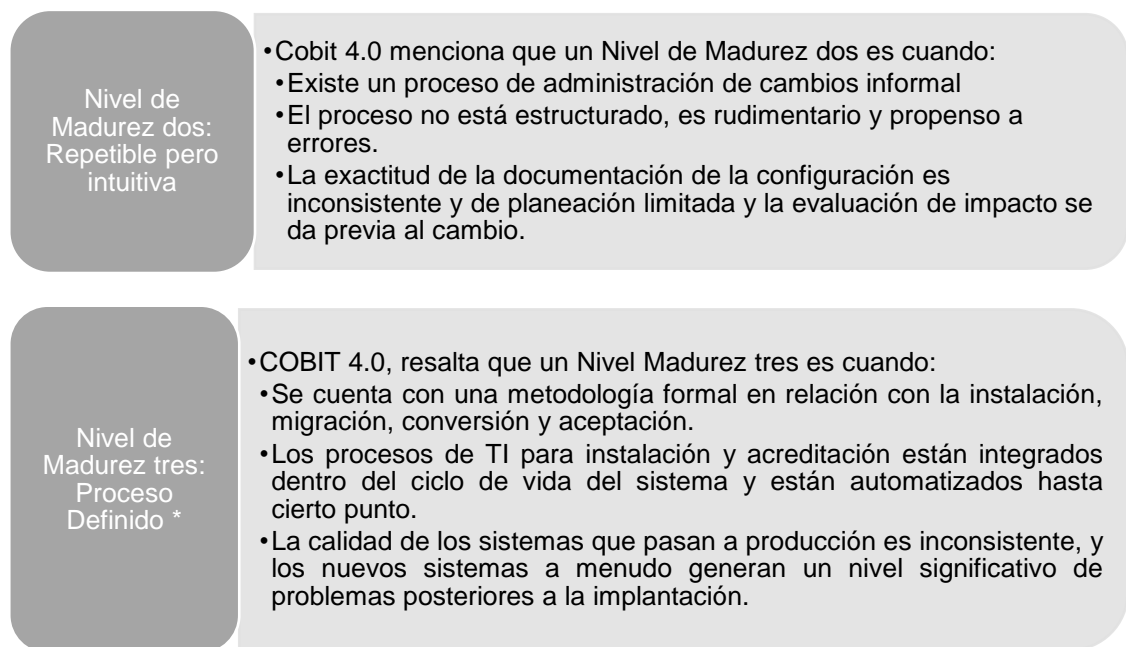 Nivel de
Madurez dos:
Repetible pero
intuitiva
•Cobit 4.0 menciona que un Nivel de Madurez dos es cuando:
•Existe un proceso de administración de cambios informal
•El proceso no está estructurado, es rudimentario y propenso a
errores.
•La exactitud de la documentación de la configuración es
inconsistente y de planeación limitada y la evaluación de impacto se
da previa al cambio.
Nivel de
Madurez tres:
Proceso
Definido *
•COBIT 4.0, resalta que un Nivel Madurez tres es cuando:
•Se cuenta con una metodología formal en relación con la instalación,
migración, conversión y aceptación.
•Los procesos de TI para instalación y acreditación están integrados
dentro del ciclo de vida del sistema y están automatizados hasta
cierto punto.
•La calidad de los sistemas que pasan a producción es inconsistente, y
los nuevos sistemas a menudo generan un nivel significativo de
problemas posteriores a la implantación.